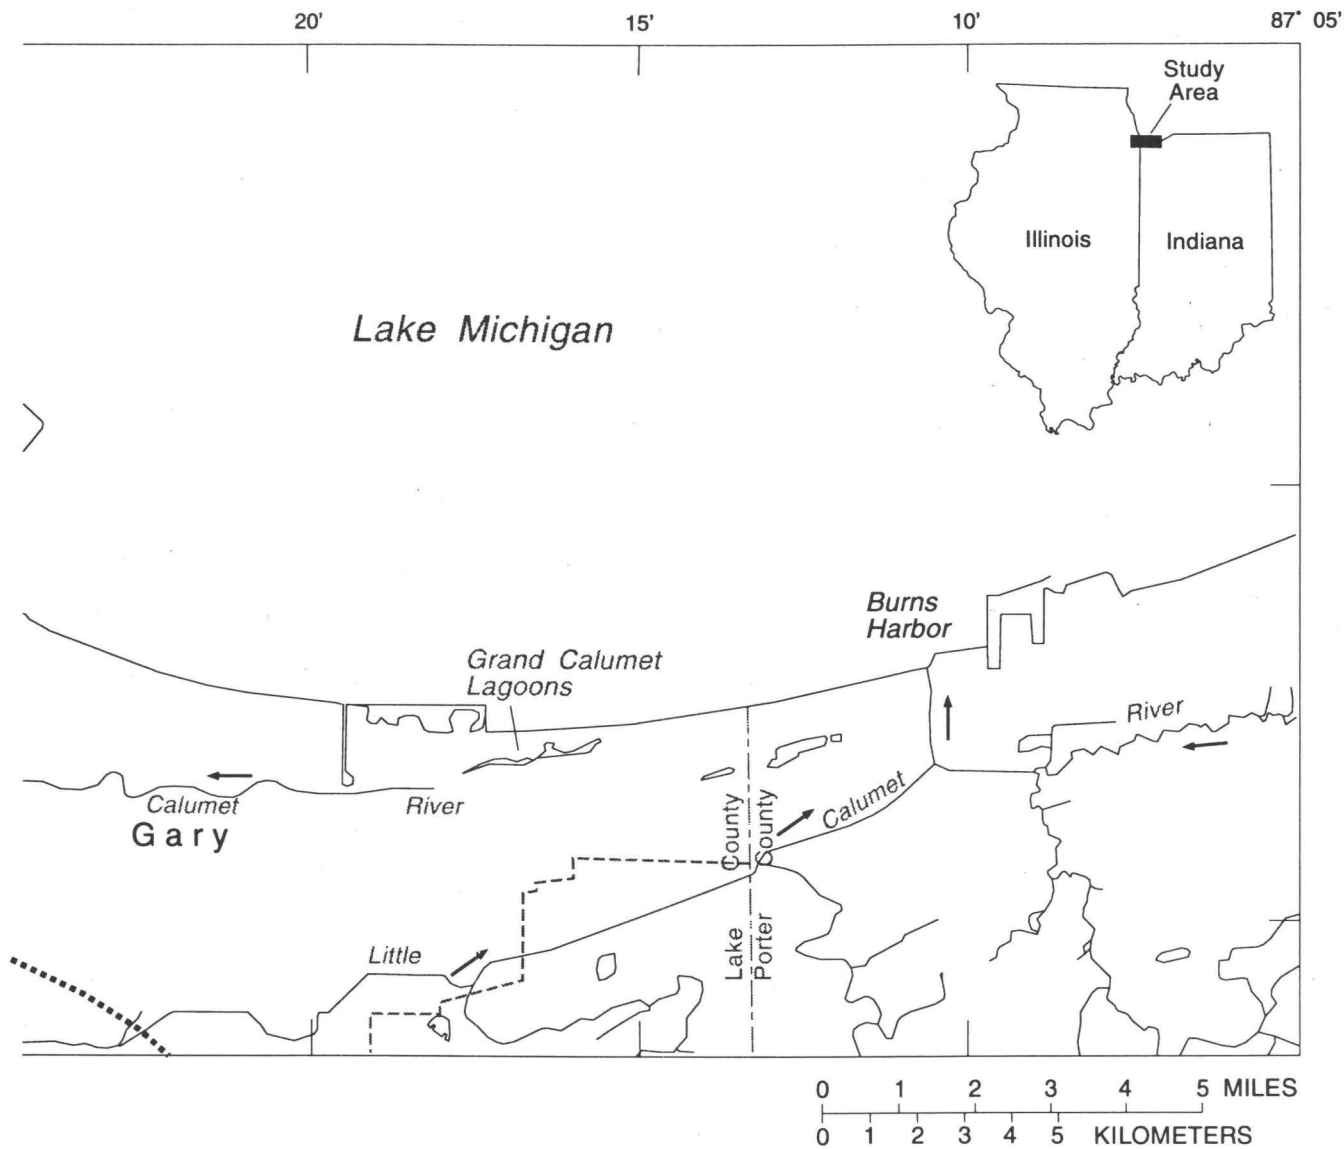 20' 15' 10' 87° 05'
Study
Area
Illinois Indiana
Lake Michigan
Burns
Harbor
Grand Calumet
Lagoons
River
Calumet River
Gary
Calumet
County
County
Little
Lake
Porter
0 1 2 3 4 5 MILES
0 1 2 3 4 5 KILOMETERS